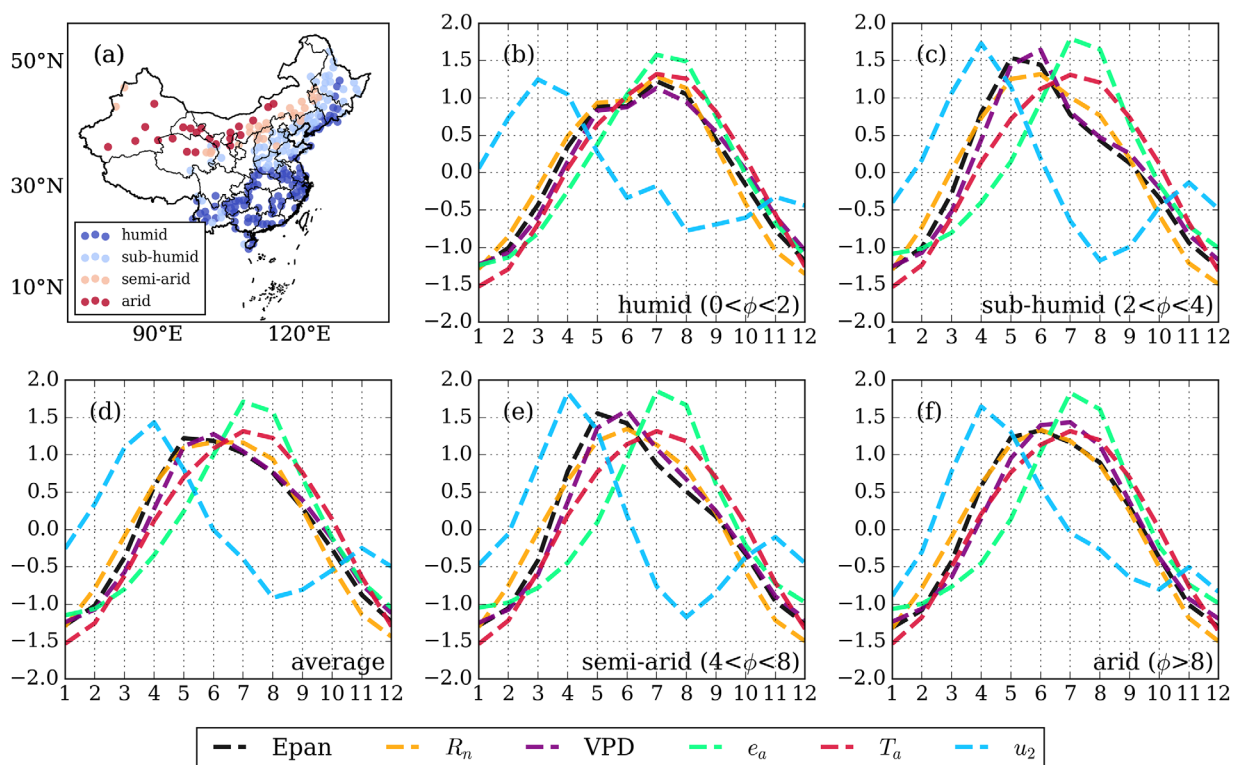 (a)
50°N
30°N
10°N
90°E 120°E
humid
sub-humid
semi-arid
arid
(b)
2.0
1.5
1.0
0.5
0.0
−0.5
−1.0
−1.5
−2.0
humid (0<ϕ<2)
1 2 3 4 5 6 7 8 9 10 11 12
(c)
2.0
1.5
1.0
0.5
0.0
−0.5
−1.0
−1.5
−2.0
sub-humid (2<ϕ<4)
1 2 3 4 5 6 7 8 9 10 11 12
(d)
2.0
1.5
1.0
0.5
0.0
−0.5
−1.0
−1.5
−2.0
average
1 2 3 4 5 6 7 8 9 10 11 12
(e)
2.0
1.5
1.0
0.5
0.0
−0.5
−1.0
−1.5
−2.0
semi-arid (4<ϕ<8)
1 2 3 4 5 6 7 8 9 10 11 12
(f)
2.0
1.5
1.0
0.5
0.0
−0.5
−1.0
−1.5
−2.0
arid (ϕ>8)
1 2 3 4 5 6 7 8 9 10 11 12
Epan R_n VPD e_a T_a u_2